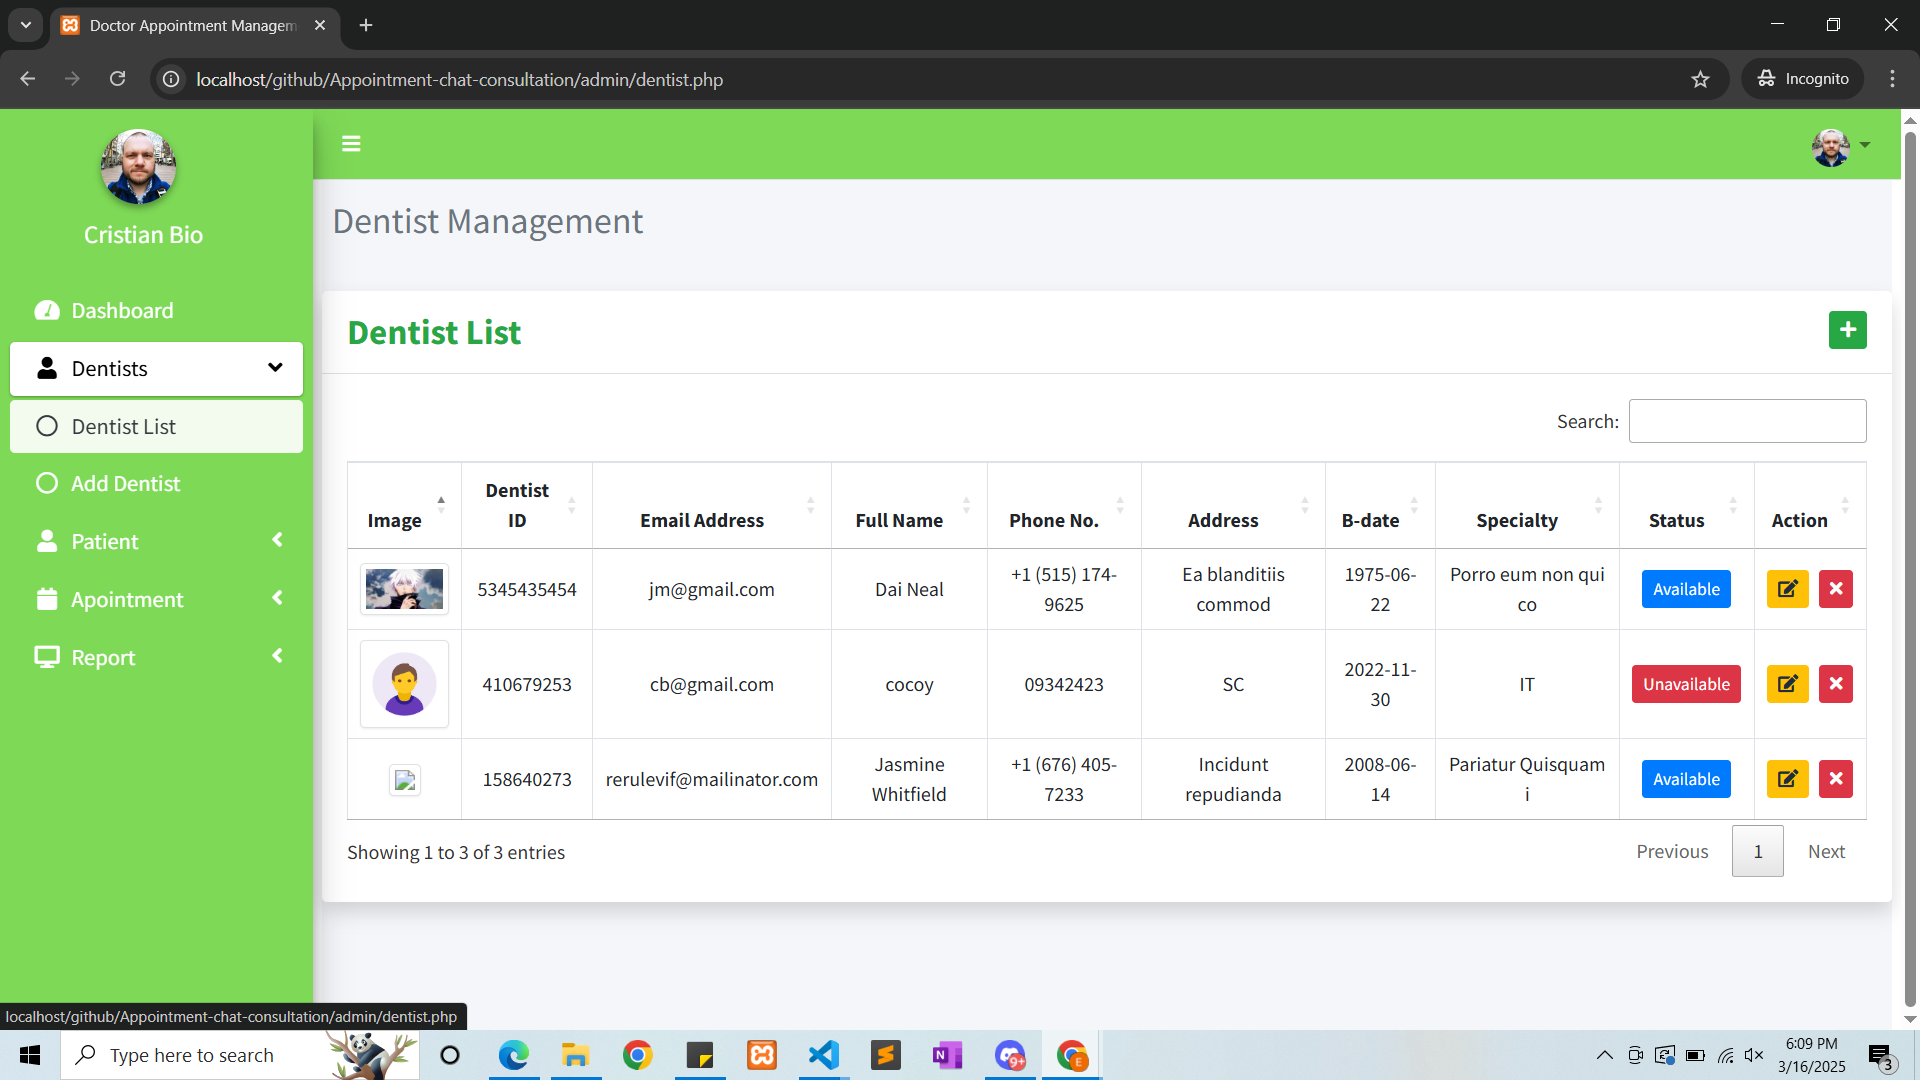 Doctor Appointment Managem
localhost/github/Appointment-chat-consultation/admin/dentist.php
Incognito
Cristian Bio
Dashboard
Dentists
Dentist List
Add Dentist
Patient
Apointment
Report
Dentist Management
Dentist List
Search:
Image Dentist ID Email Address Full Name Phone No. Address B-date Specialty Status Action
5345435454 jm@gmail.com Dai Neal +1 (515) 174-9625 Ea blanditiis commod 1975-06-22 Porro eum non qui co Available
410679253 cb@gmail.com cocoy 09342423 SC 2022-11-30 IT Unavailable
158640273 rerulevif@mailinator.com Jasmine Whitfield +1 (676) 405-7233 Incidunt repudianda 2008-06-14 Pariatur Quisquam i Available
Showing 1 to 3 of 3 entries
Previous 1 Next
localhost/github/Appointment-chat-consultation/admin/dentist.php
Type here to search
N
9+
E
6:09 PM
3/16/2025
3